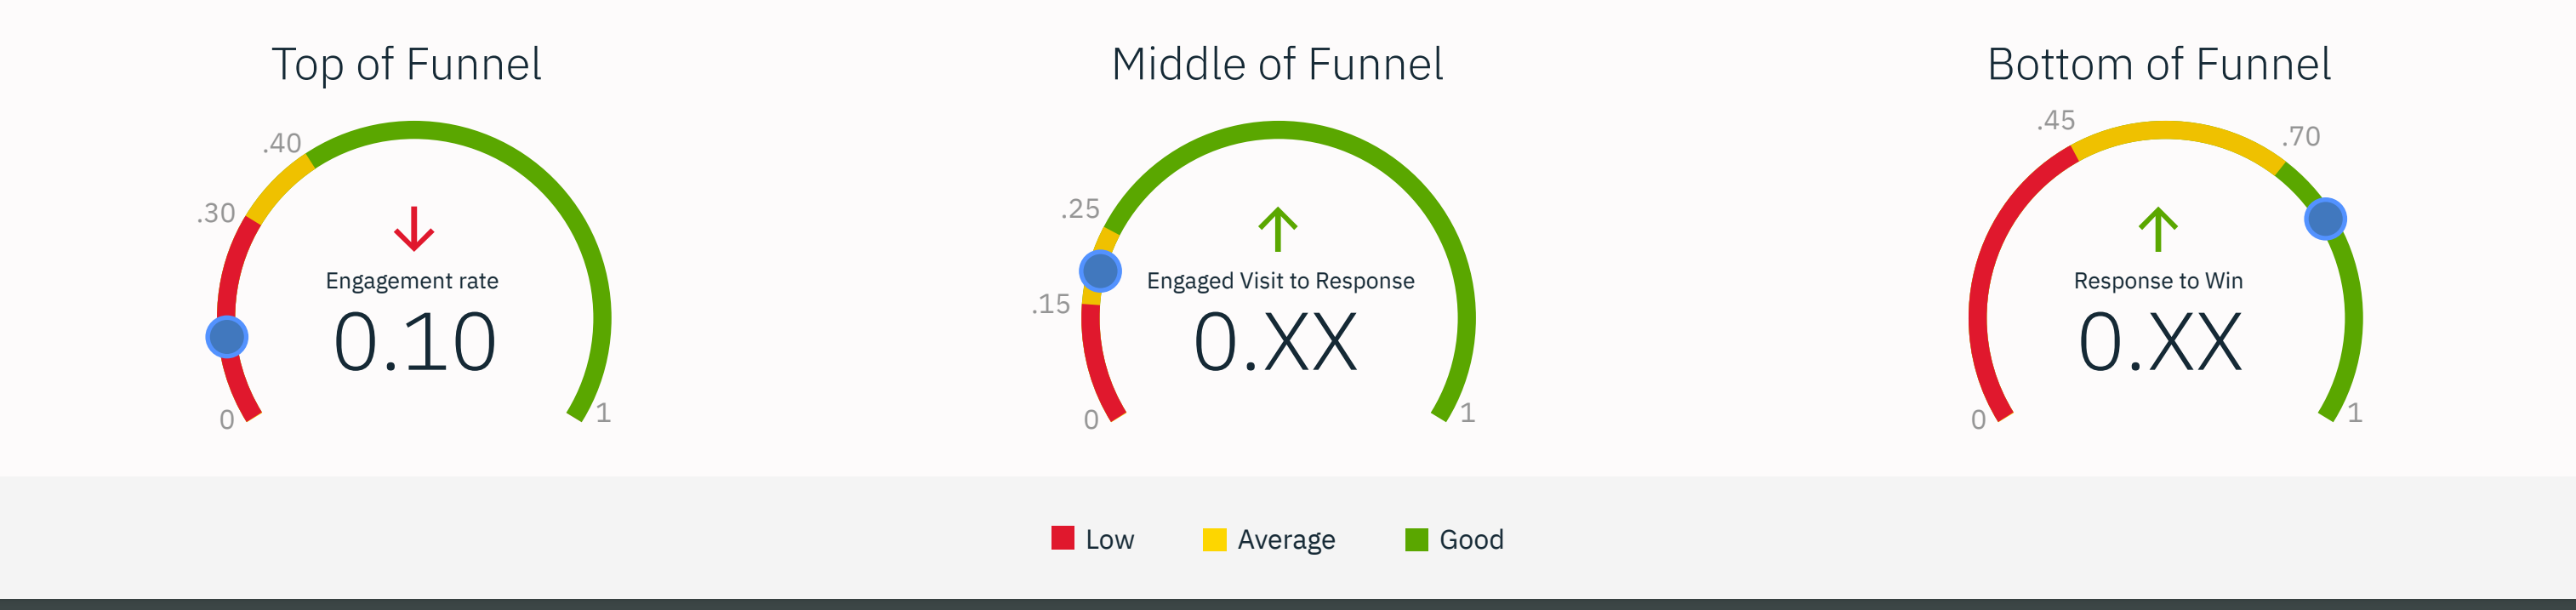 Top of Funnel
.40
.30
Engagement rate
0.10
0
1
Middle of Funnel
.25
.15
Engaged Visit to Response
0.XX
0
1
Bottom of Funnel
.45
.70
Response to Win
0.XX
0
1
Low Average Good